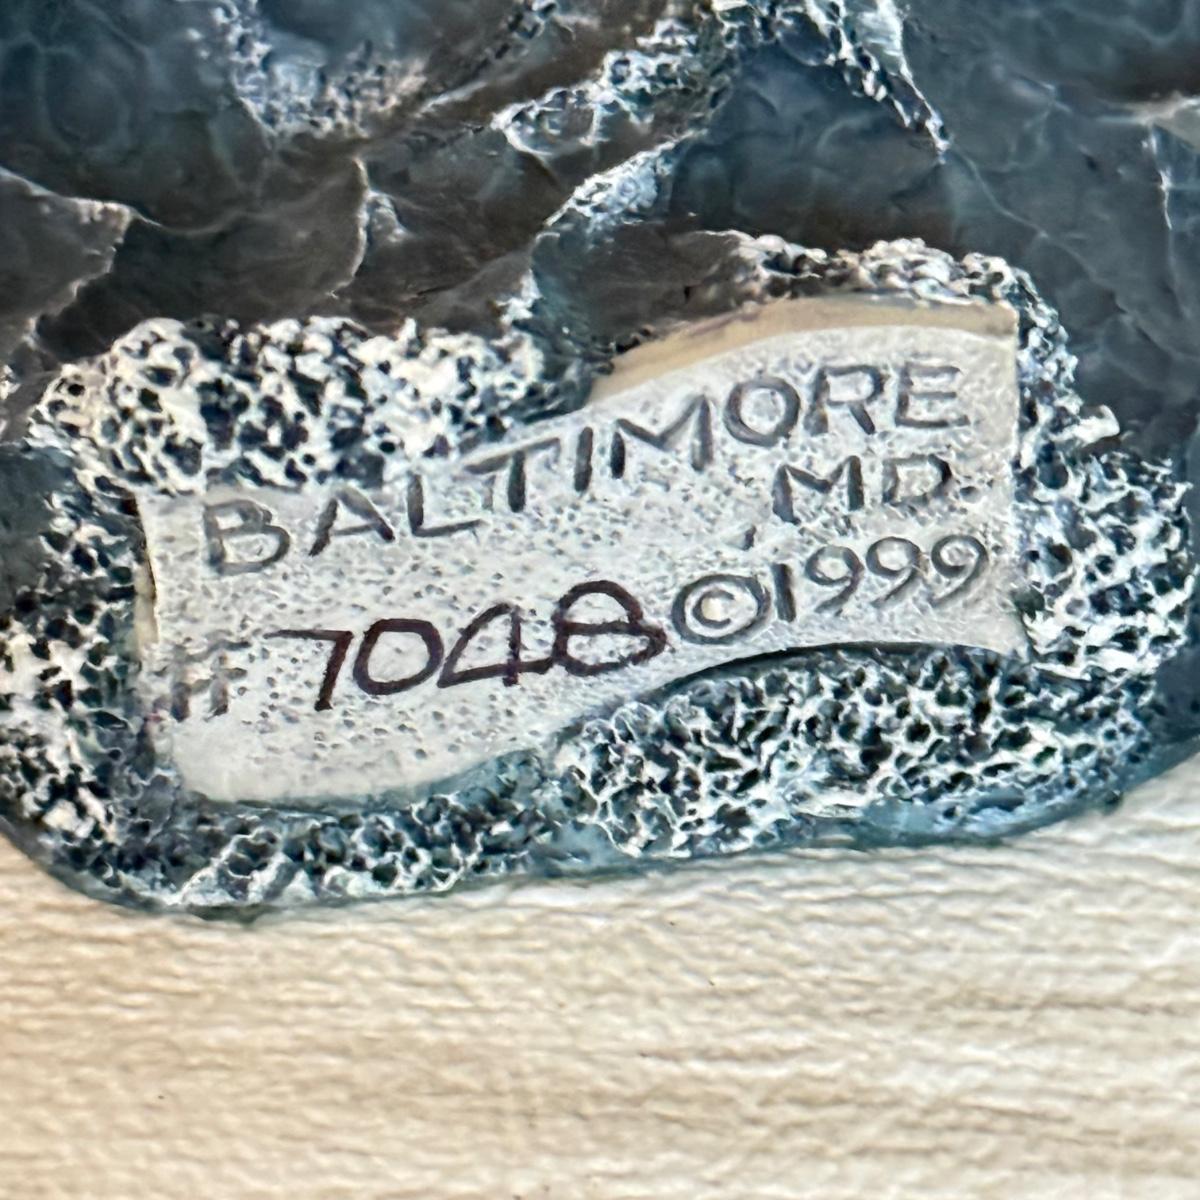 BALTIMORE
, MD.
#7048 ©1999